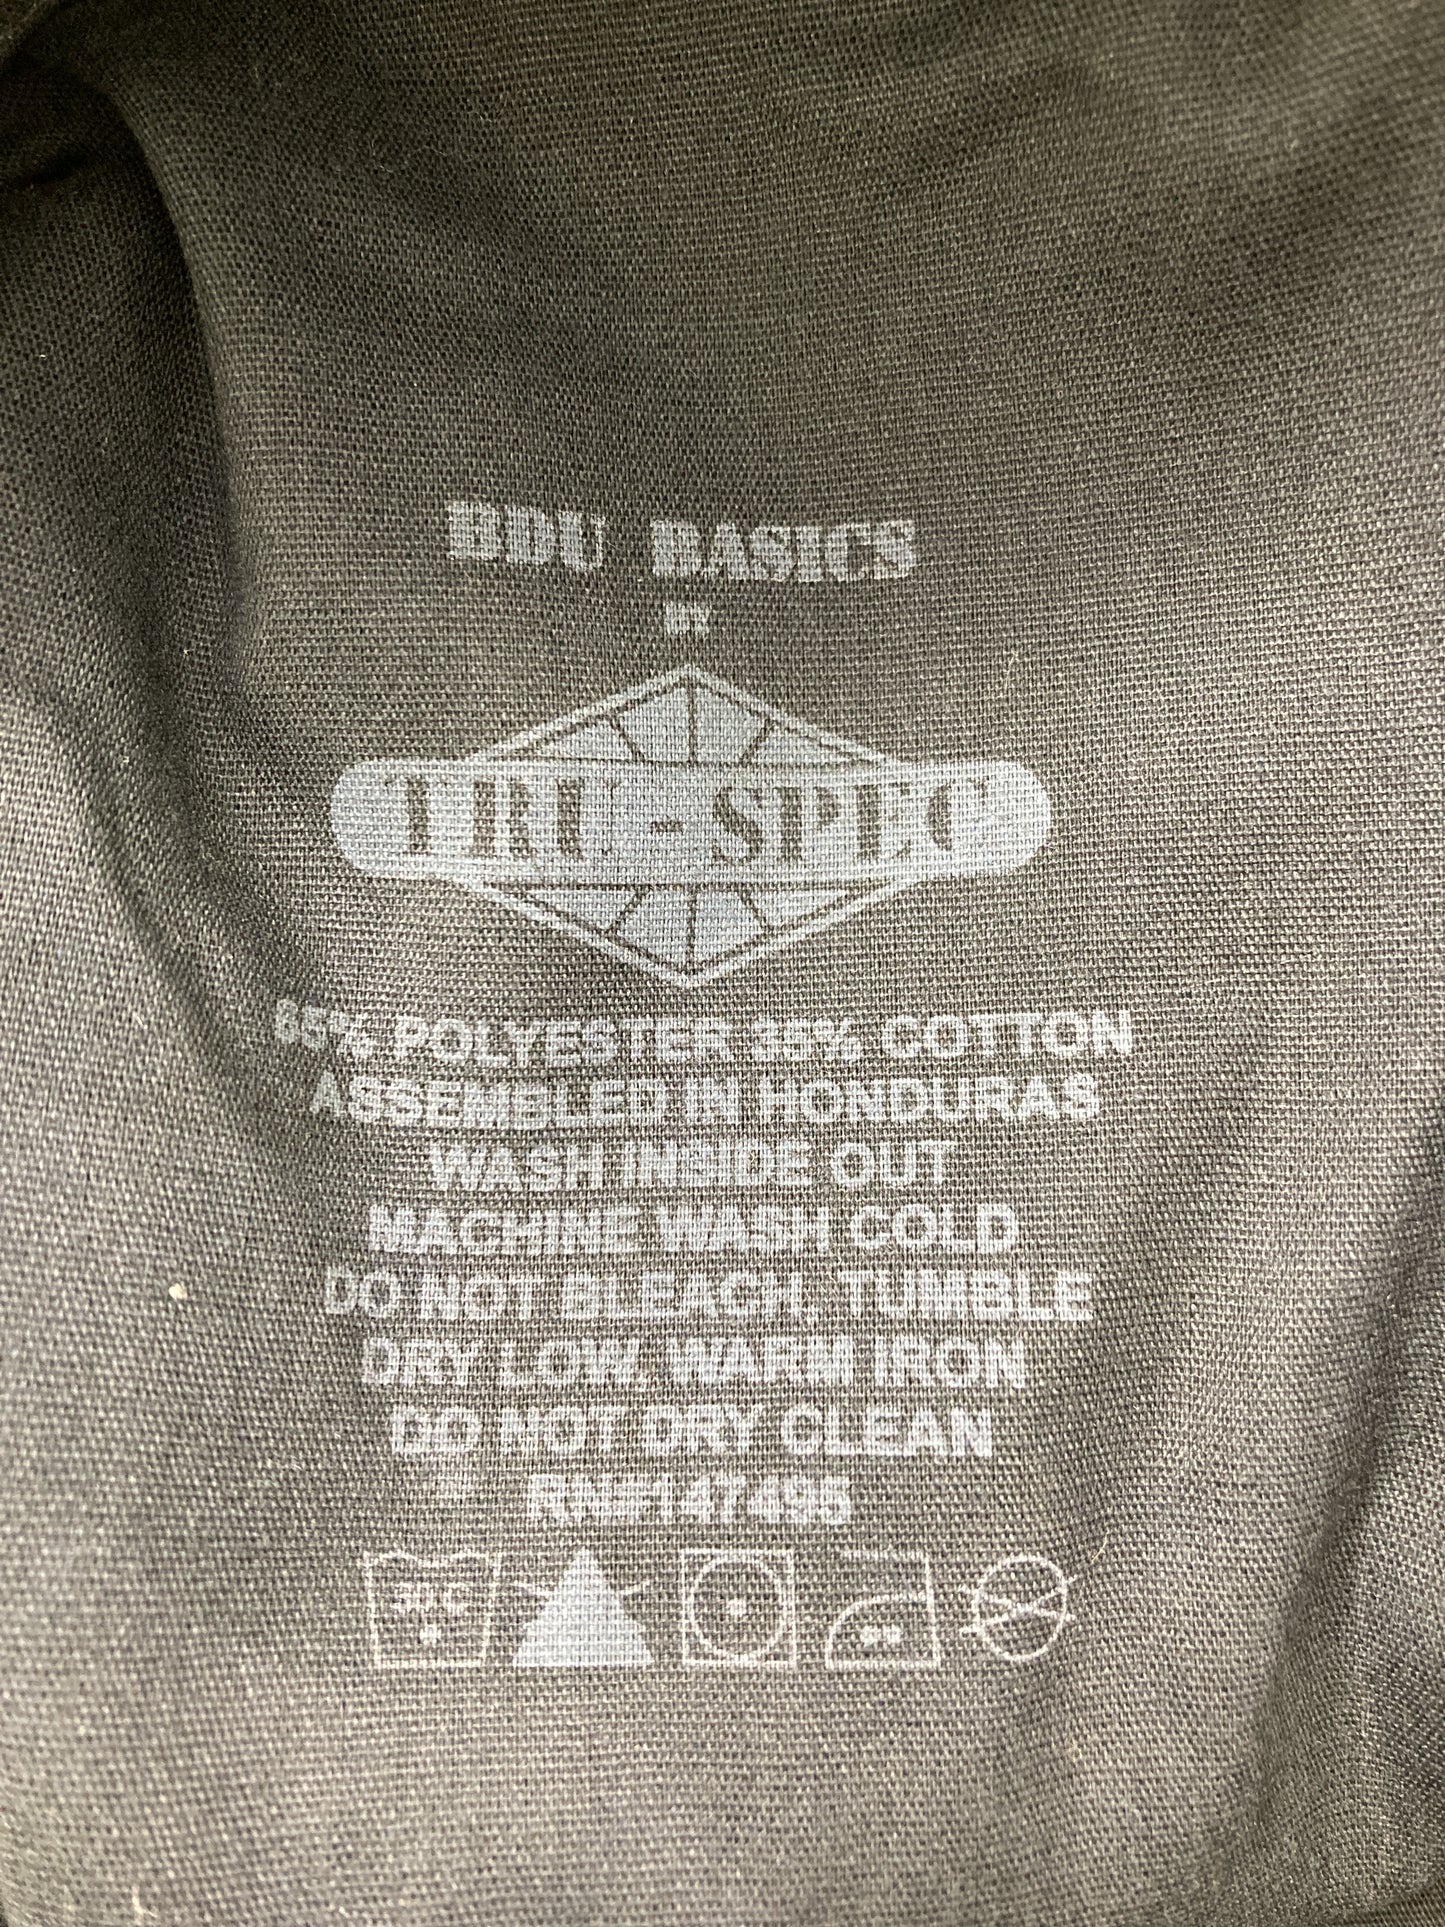 BDU BASICS
BY
TRU-SPEC
65% POLYESTER 35% COTTON
ASSEMBLED IN HONDURAS
WASH INSIDE OUT
MACHINE WASH COLD
DO NOT BLEACH, TUMBLE
DRY LOW, WARM IRON
DO NOT DRY CLEAN
RN#147495